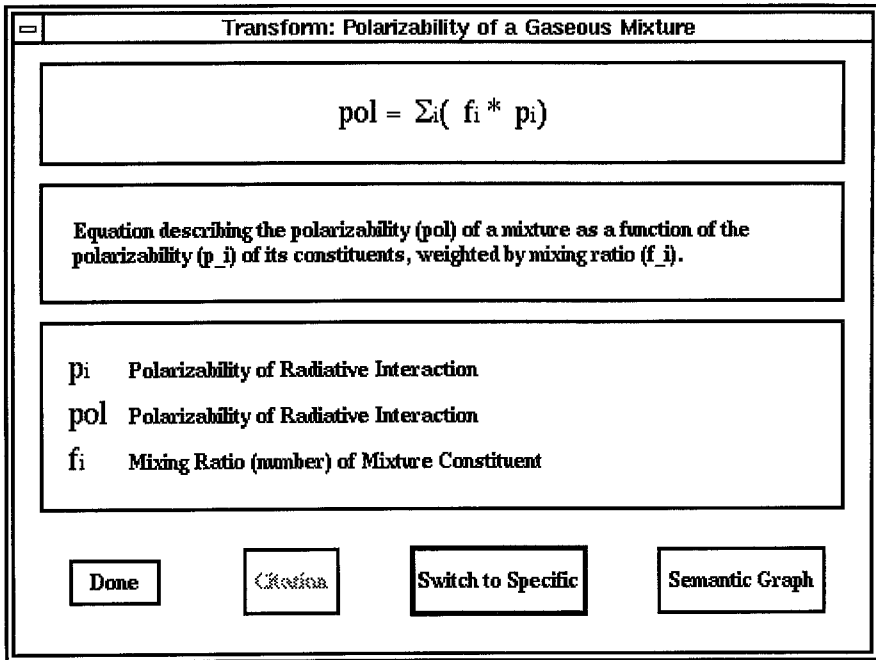 Transform: Polarizability of a Gaseous Mixture
pol = Σi( fi * pi)
Equation describing the polarizability (pol) of a mixture as a function of the
polarizability (p_i) of its constituents, weighted by mixing ratio (f_i).
pi Polarizability of Radiative Interaction
pol Polarizability of Radiative Interaction
fi Mixing Ratio (number) of Mixture Constituent
Done Citation Switch to Specific Semantic Graph